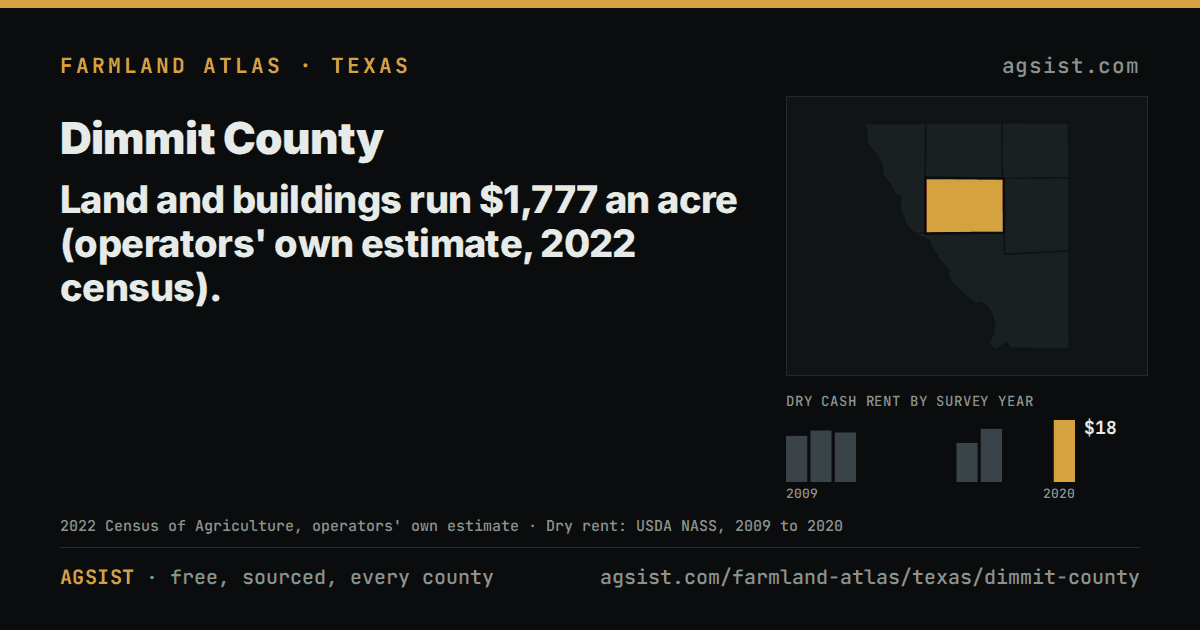 FARMLAND ATLAS · TEXAS
agsist.com
Dimmit County
Land and buildings run $1,777 an acre
(operators' own estimate, 2022
census).
DRY CASH RENT BY SURVEY YEAR
$18
2009
2020
2022 Census of Agriculture, operators' own estimate · Dry rent: USDA NASS, 2009 to 2020
AGSIST · free, sourced, every county
agsist.com/farmland-atlas/texas/dimmit-county